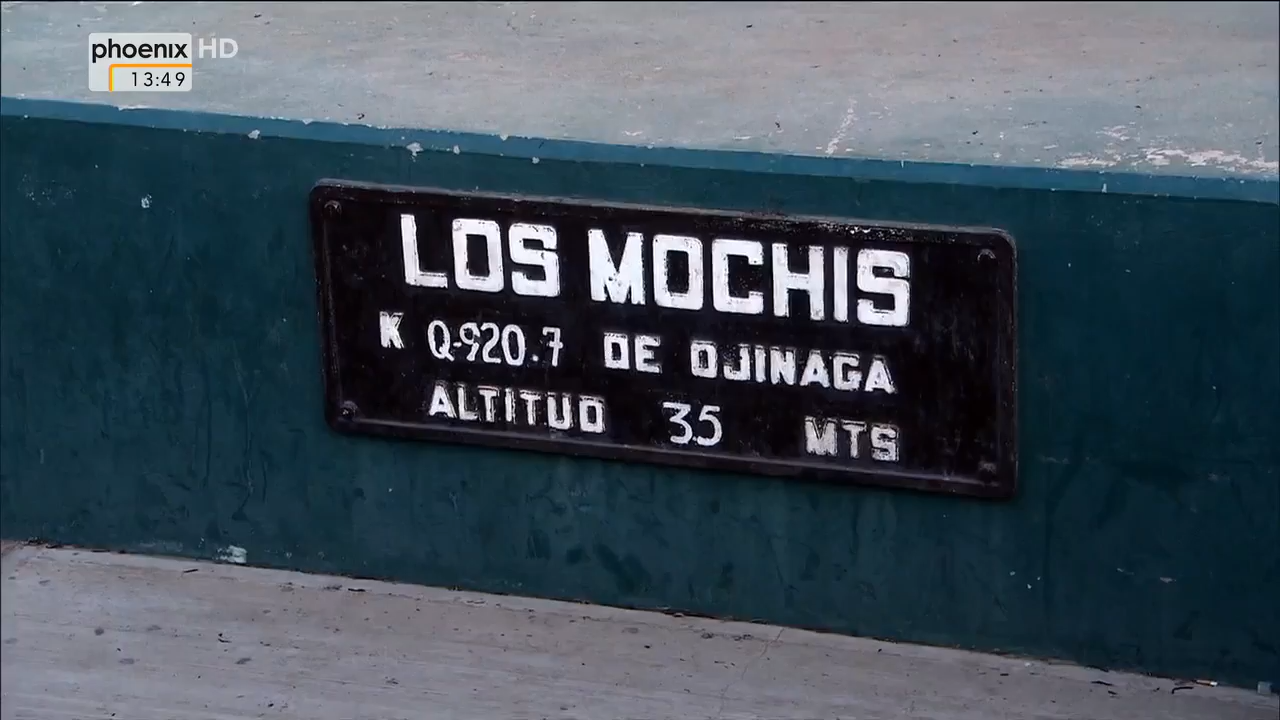 phoenix HD
13:49
LOS MOCHIS
K Q-920.7 DE OJINAGA
ALTITUD 35 MTS